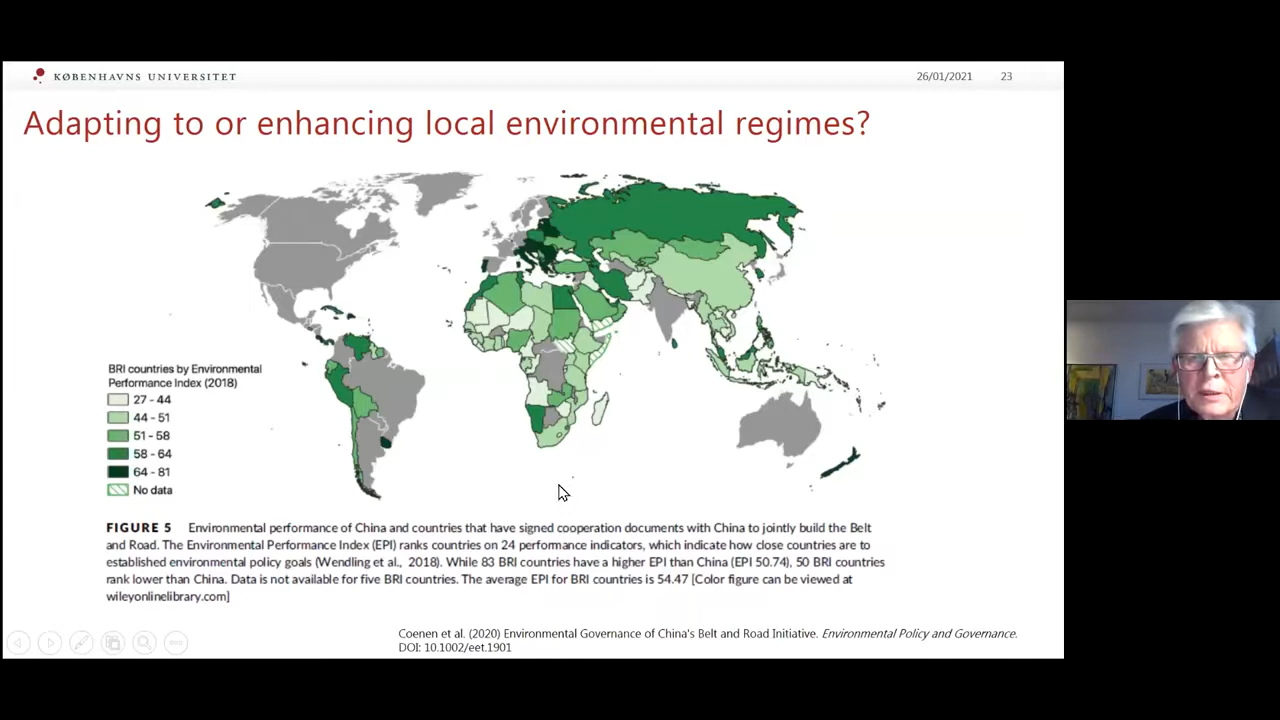 KØBENHAVNS UNIVERSITET
26/01/2021 23
Adapting to or enhancing local environmental regimes?
BRI countries by Environmental
Performance Index (2018)
27 - 44
44 - 51
51 - 58
58 - 64
64 - 81
No data
FIGURE 5 Environmental performance of China and countries that have signed cooperation documents with China to jointly build the Belt
and Road. The Environmental Performance Index (EPI) ranks countries on 24 performance indicators, which indicate how close countries are to
established environmental policy goals (Wendling et al., 2018). While 83 BRI countries have a higher EPI than China (EPI 50.74), 50 BRI countries
rank lower than China. Data is not available for five BRI countries. The average EPI for BRI countries is 54.47 [Color figure can be viewed at
wileyonlinelibrary.com]
Coenen et al. (2020) Environmental Governance of China's Belt and Road Initiative. Environmental Policy and Governance.
DOI: 10.1002/eet.1901